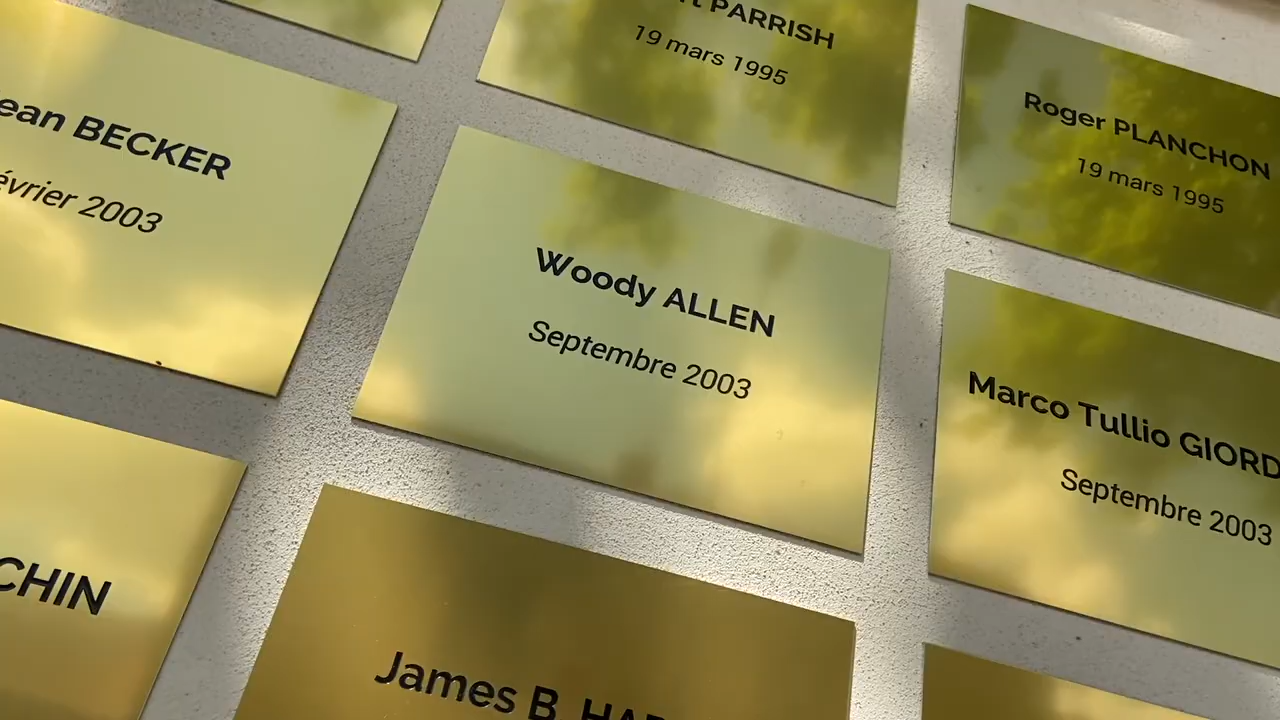 PARRISH
19 mars 1995
Roger PLANCHON
19 mars 1995
ean BECKER
évrier 2003
Woody ALLEN
Septembre 2003
Marco Tullio GIORD
Septembre 2003
CHIN
James B.